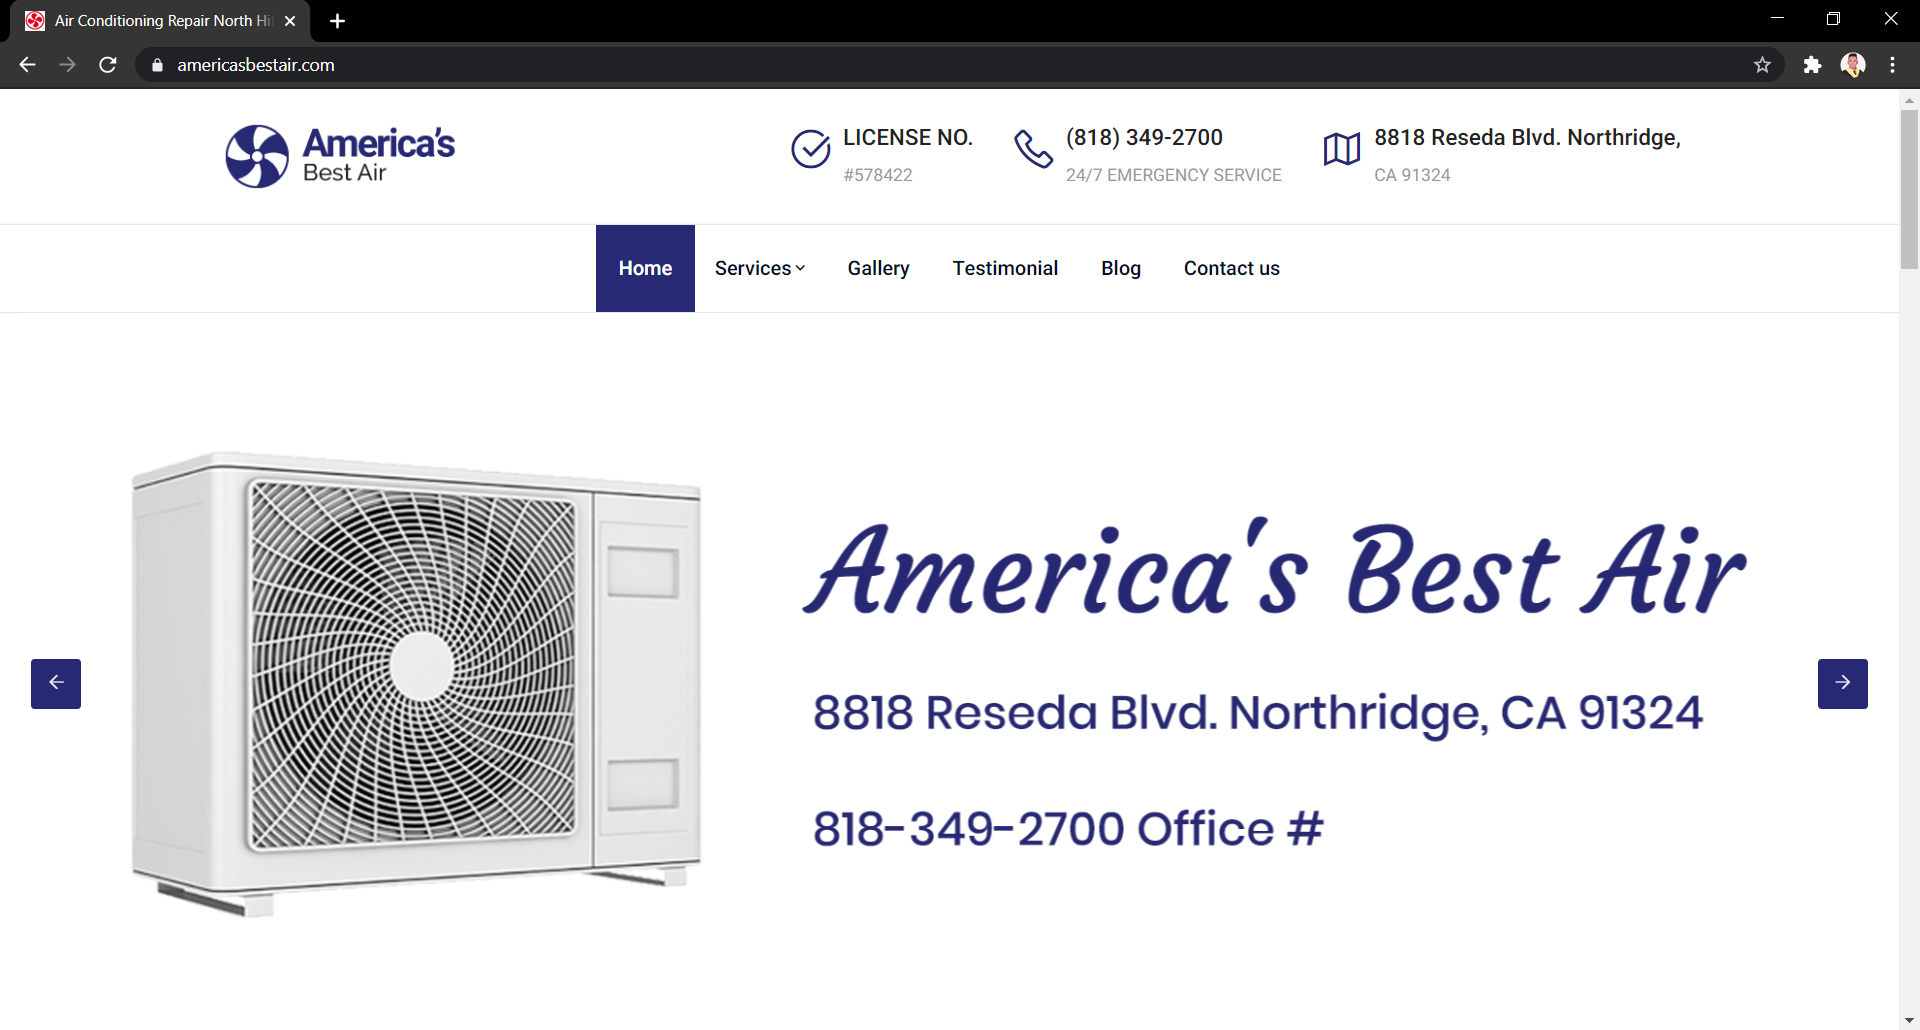 Air Conditioning Repair North Hi
americasbestair.com
America's
Best Air
LICENSE NO.
#578422
(818) 349-2700
24/7 EMERGENCY SERVICE
8818 Reseda Blvd. Northridge,
CA 91324
Home
Services
Gallery
Testimonial
Blog
Contact us
America's Best Air
8818 Reseda Blvd. Northridge, CA 91324
818-349-2700 Office #